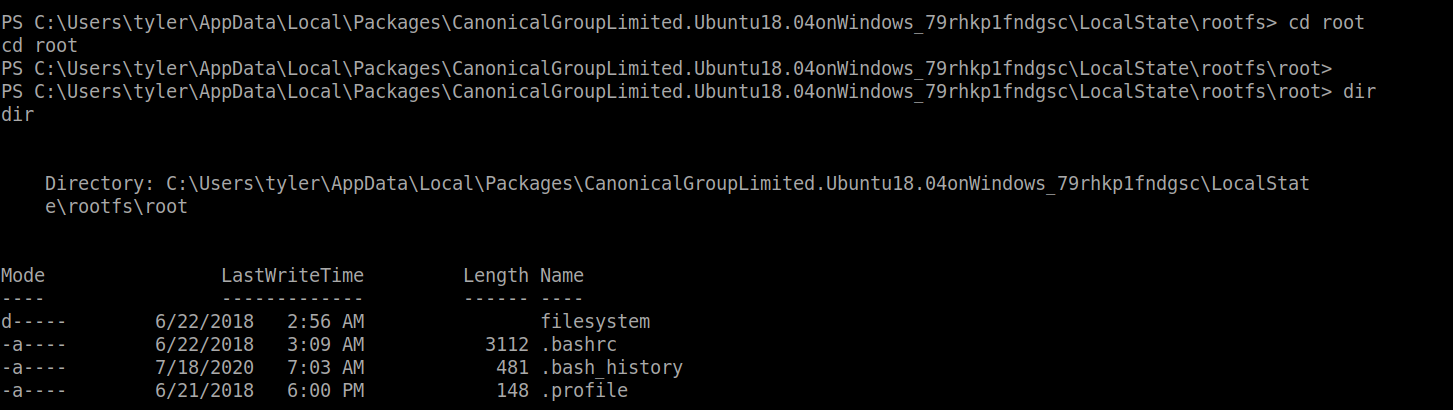 PS C:\Users\tyler\AppData\Local\Packages\CanonicalGroupLimited.Ubuntu18.04onWindows_79rhkp1fndgsc\LocalState\rootfs> cd root
cd root
PS C:\Users\tyler\AppData\Local\Packages\CanonicalGroupLimited.Ubuntu18.04onWindows_79rhkp1fndgsc\LocalState\rootfs\root>
PS C:\Users\tyler\AppData\Local\Packages\CanonicalGroupLimited.Ubuntu18.04onWindows_79rhkp1fndgsc\LocalState\rootfs\root> dir
dir
    Directory: C:\Users\tyler\AppData\Local\Packages\CanonicalGroupLimited.Ubuntu18.04onWindows_79rhkp1fndgsc\LocalStat
    e\rootfs\root
Mode                LastWriteTime         Length Name
----                -------------         ------ ----
d-----        6/22/2018   2:56 AM                filesystem
-a----        6/22/2018   3:09 AM           3112 .bashrc
-a----        7/18/2020   7:03 AM            481 .bash_history
-a----        6/21/2018   6:00 PM            148 .profile